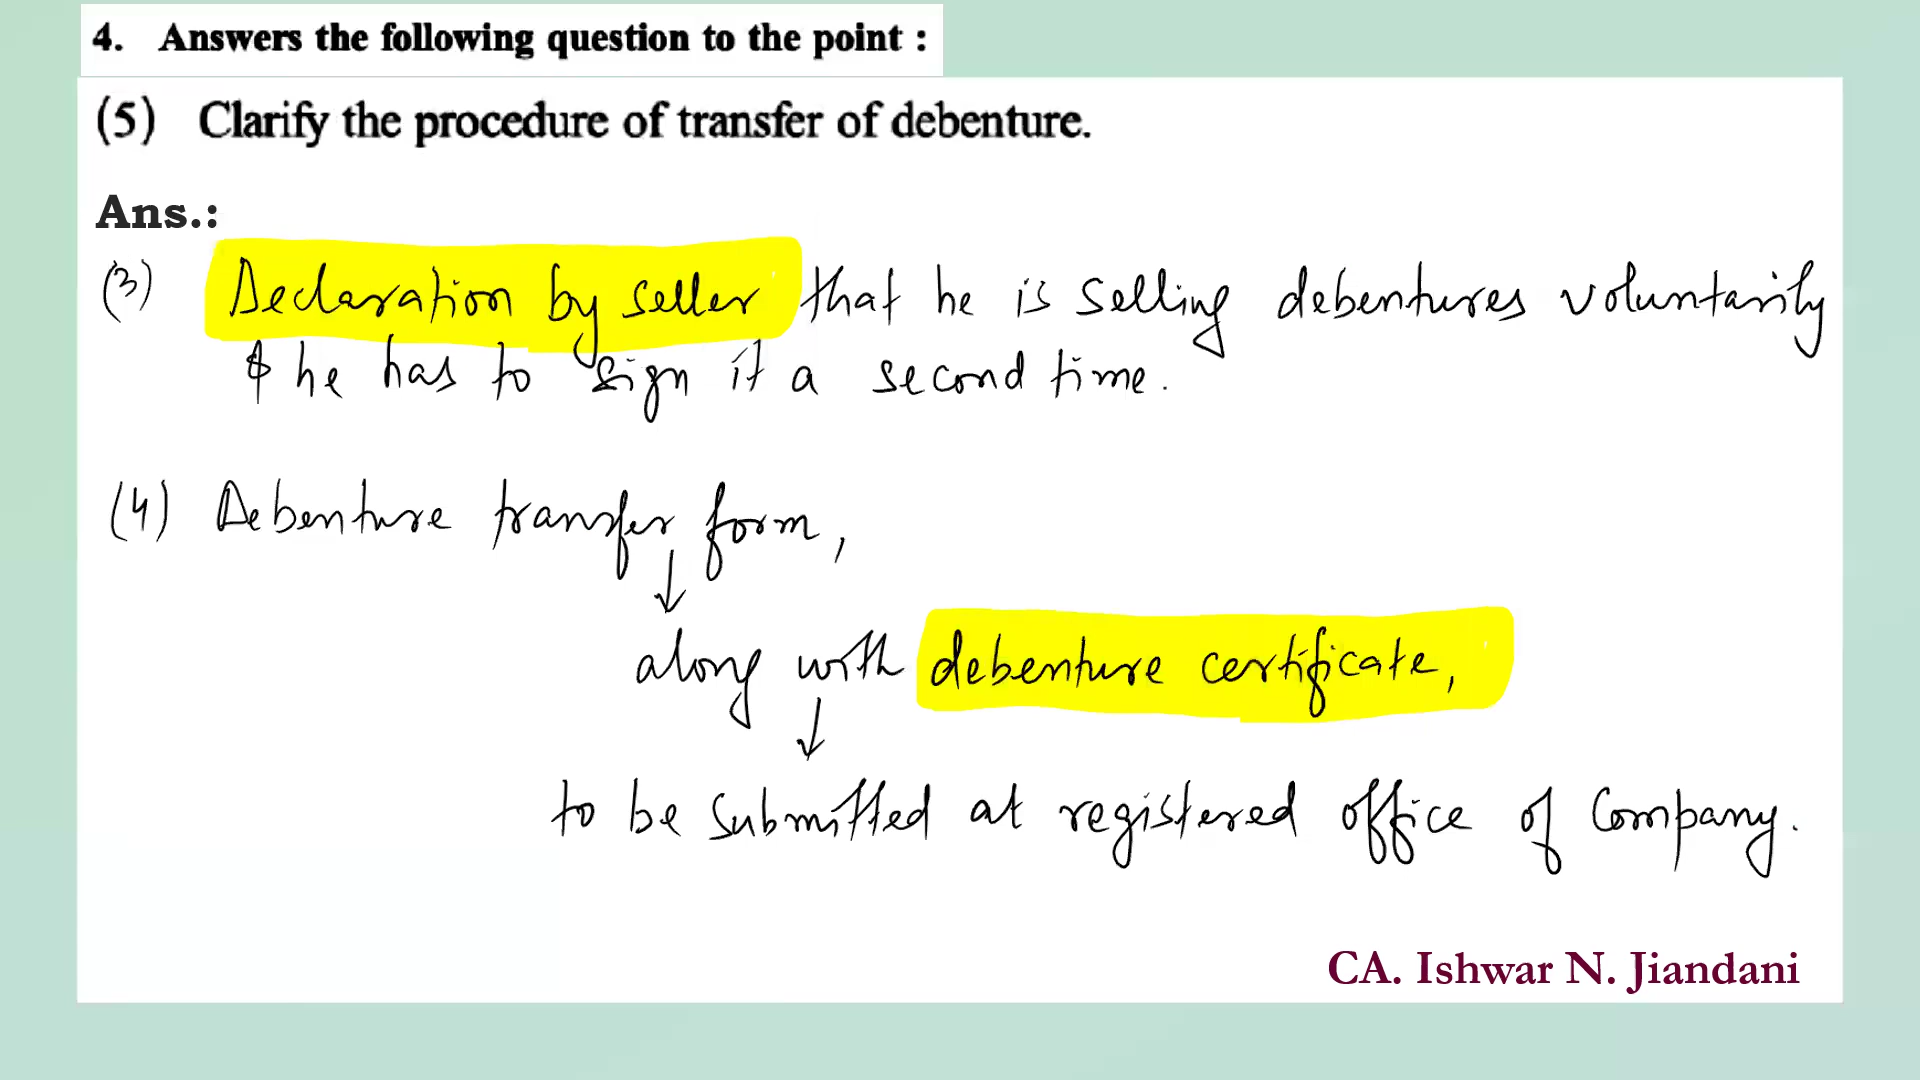 4. Answers the following question to the point :
(5) Clarify the procedure of transfer of debenture.
Ans.:
(3) Declaration by seller that he is selling debentures voluntarily
& he has to sign it a second time.
(4) Debenture transfer form,
↓
along with debenture certificate,
↓
to be submitted at registered office of Company.
CA. Ishwar N. Jiandani